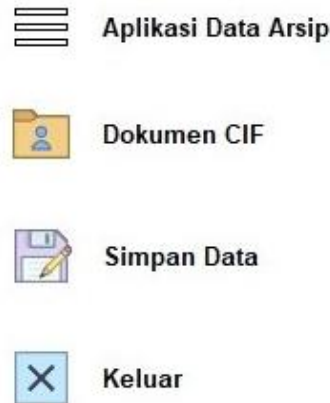 Aplikasi Data Arsip
Dokumen CIF
Simpan Data
Keluar